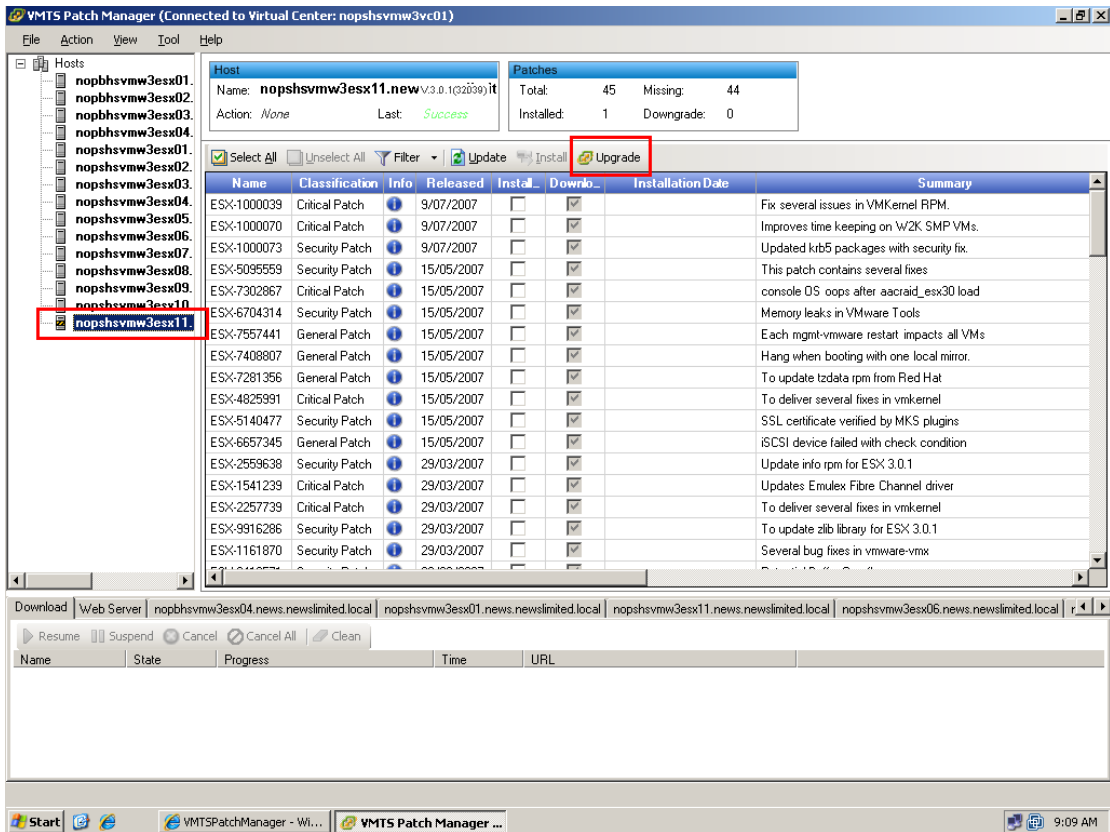 VMTS Patch Manager (Connected to Virtual Center: nopshsvmw3vc01)
File Action View Tool Help
Hosts
nopbhsvmw3esx01.
nopbhsvmw3esx02.
nopbhsvmw3esx03.
nopbhsvmw3esx04.
nopshsvmw3esx01.
nopshsvmw3esx02.
nopshsvmw3esx03.
nopshsvmw3esx04.
nopshsvmw3esx05.
nopshsvmw3esx06.
nopshsvmw3esx07.
nopshsvmw3esx08.
nopshsvmw3esx09.
nopshsvmw3esx10.
nopshsvmw3esx11.
Host
Name: nopshsvmw3esx11.new V.3.0.1(32039)
Action: None Last: Success
Patches
Total: 45 Missing: 44
Installed: 1 Downgrade: 0
Select All Unselect All Filter Update Install Upgrade
Name Classification Info Released Install_ Downlo_ Installation Date Summary
ESX-1000039 Critical Patch 9/07/2007 Fix several issues in VMKernel RPM.
ESX-1000070 Critical Patch 9/07/2007 Improves time keeping on W2K SMP VMs.
ESX-1000073 Security Patch 9/07/2007 Updated krb5 packages with security fix.
ESX-5095559 Security Patch 15/05/2007 This patch contains several fixes
ESX-7302867 Critical Patch 15/05/2007 console OS oops after aacraid_esx30 load
ESX-6704314 Security Patch 15/05/2007 Memory leaks in VMware Tools
ESX-7557441 General Patch 15/05/2007 Each mgmt-vmware restart impacts all VMs
ESX-7408807 General Patch 15/05/2007 Hang when booting with one local mirror.
ESX-7281356 General Patch 15/05/2007 To update tzdata rpm from Red Hat
ESX-4825991 Critical Patch 15/05/2007 To deliver several fixes in vmkernel
ESX-5140477 Security Patch 15/05/2007 SSL certificate verified by MKS plugins
ESX-6657345 General Patch 15/05/2007 iSCSI device failed with check condition
ESX-2559638 Security Patch 29/03/2007 Update info rpm for ESX 3.0.1
ESX-1541239 Critical Patch 29/03/2007 Updates Emulex Fibre Channel driver
ESX-2257739 Critical Patch 29/03/2007 To deliver several fixes in vmkernel
ESX-9916286 Security Patch 29/03/2007 To update zlib library for ESX 3.0.1
ESX-1161870 Security Patch 29/03/2007 Several bug fixes in vmware-vmx
Download Web Server nopbhsvmw3esx04.news.newslimited.local nopshsvmw3esx01.news.newslimited.local nopshsvmw3esx11.news.newslimited.local nopshsvmw3esx06.news.newslimited.local
Resume Suspend Cancel Cancel All Clean
Name State Progress Time URL
Start VMTSPatchManager - Wi... VMTS Patch Manager ... 9:09 AM